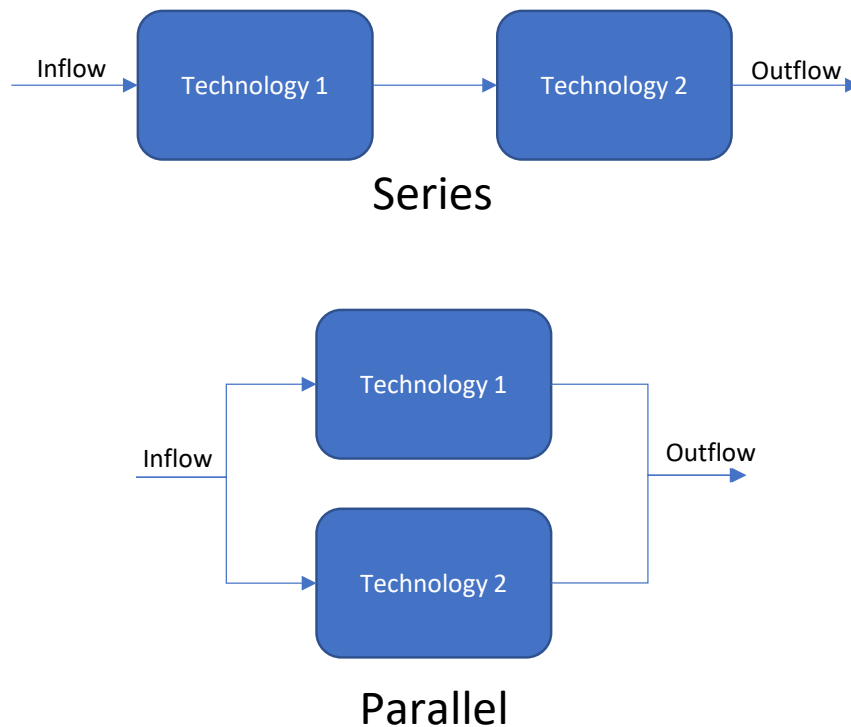 Inflow
Technology 1
Technology 2
Outflow
Series
Technology 1
Inflow
Outflow
Technology 2
Parallel